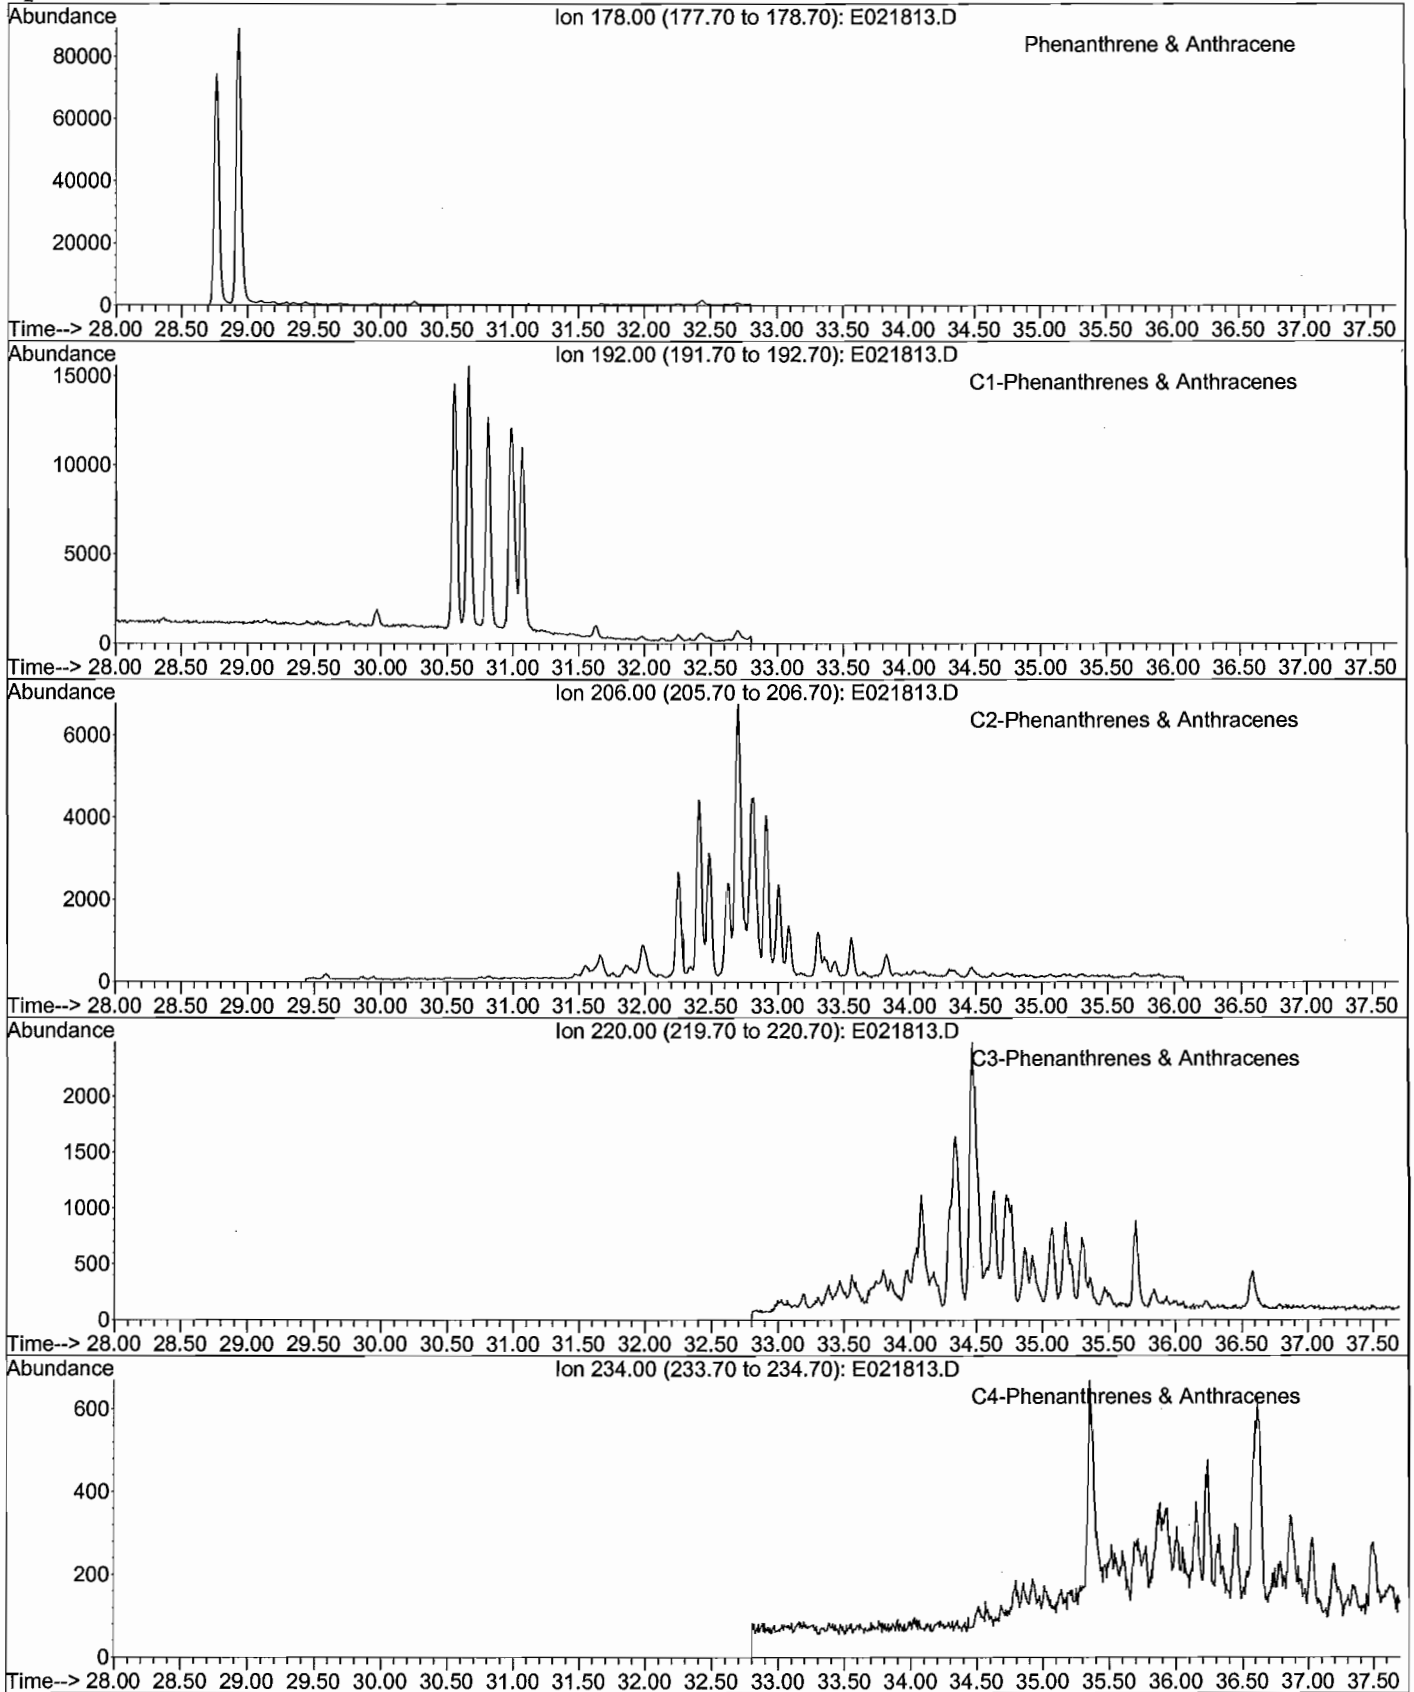 Abundance
Ion 178.00 (177.70 to 178.70): E021813.D
Phenanthrene & Anthracene
80000
60000
40000
20000
0
Time--> 28.00 28.50 29.00 29.50 30.00 30.50 31.00 31.50 32.00 32.50 33.00 33.50 34.00 34.50 35.00 35.50 36.00 36.50 37.00 37.50
Abundance
Ion 192.00 (191.70 to 192.70): E021813.D
15000
C1-Phenanthrenes & Anthracenes
10000
5000
0
Time--> 28.00 28.50 29.00 29.50 30.00 30.50 31.00 31.50 32.00 32.50 33.00 33.50 34.00 34.50 35.00 35.50 36.00 36.50 37.00 37.50
Abundance
Ion 206.00 (205.70 to 206.70): E021813.D
C2-Phenanthrenes & Anthracenes
6000
4000
2000
0
Time--> 28.00 28.50 29.00 29.50 30.00 30.50 31.00 31.50 32.00 32.50 33.00 33.50 34.00 34.50 35.00 35.50 36.00 36.50 37.00 37.50
Abundance
Ion 220.00 (219.70 to 220.70): E021813.D
C3-Phenanthrenes & Anthracenes
2000
1500
1000
500
0
Time--> 28.00 28.50 29.00 29.50 30.00 30.50 31.00 31.50 32.00 32.50 33.00 33.50 34.00 34.50 35.00 35.50 36.00 36.50 37.00 37.50
Abundance
Ion 234.00 (233.70 to 234.70): E021813.D
C4-Phenanthrenes & Anthracenes
600
400
200
0
Time--> 28.00 28.50 29.00 29.50 30.00 30.50 31.00 31.50 32.00 32.50 33.00 33.50 34.00 34.50 35.00 35.50 36.00 36.50 37.00 37.50